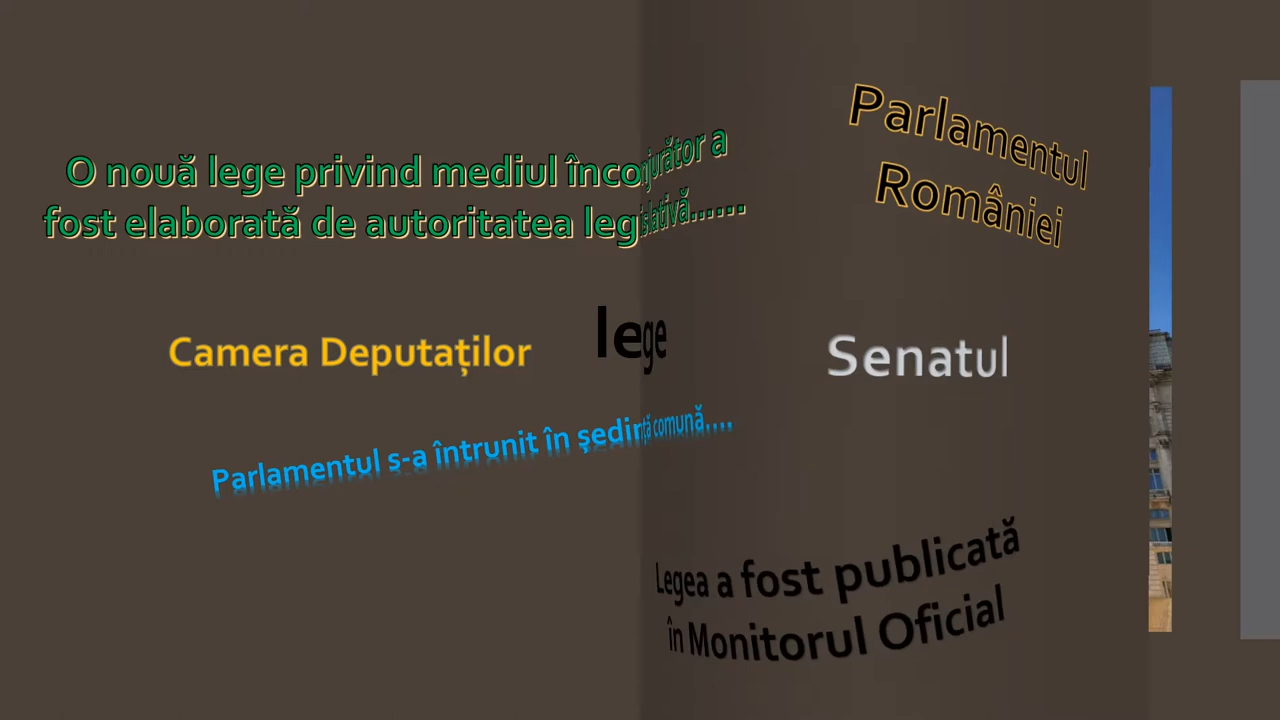 Parlamentul
României
O nouă lege privind mediul înconjurător a
fost elaborată de autoritatea legislativă......
lege
Camera Deputaților
Senatul
Parlamentul s-a întrunit în ședință comună....
Legea a fost publicată
în Monitorul Oficial